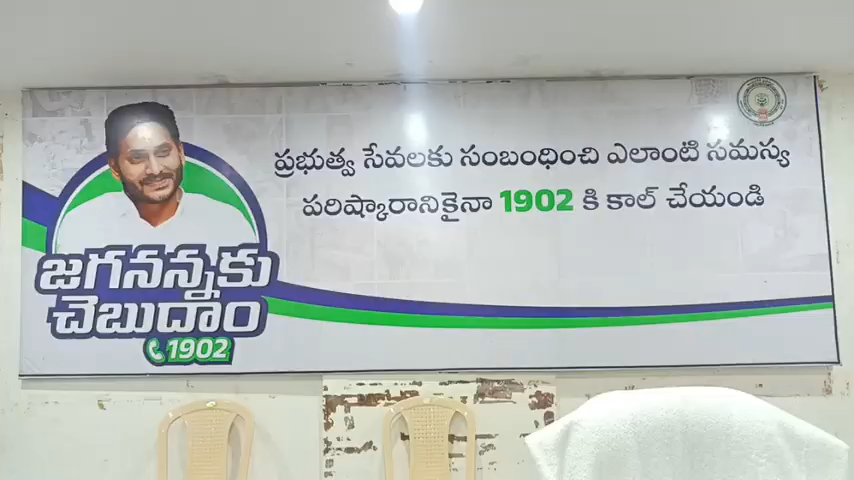 ప్రభుత్వ సేవలకు సంబంధించి ఎలాంటి సమస్య
పరిష్కారానికైనా 1902 కి కాల్ చేయండి
జగనన్నకు
చెబుదాం
1902